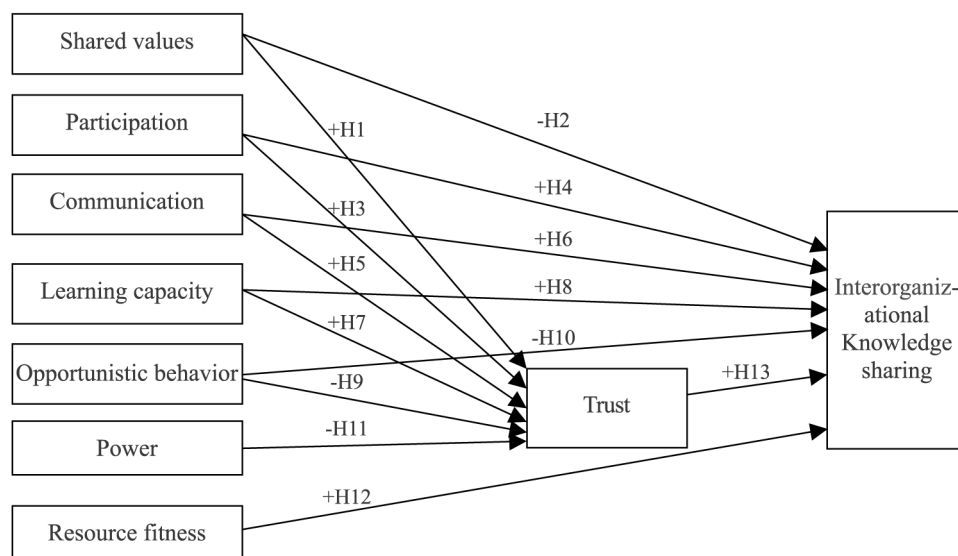 Shared values
-H2
Participation
+H1
+H4
Communication
+H3
+H6
+H5
Learning capacity
+H8
Interorganiz-
ational
Knowledge
sharing
+H7
-H10
Opportunistic behavior
-H9
+H13
Trust
Power
-H11
+H12
Resource fitness